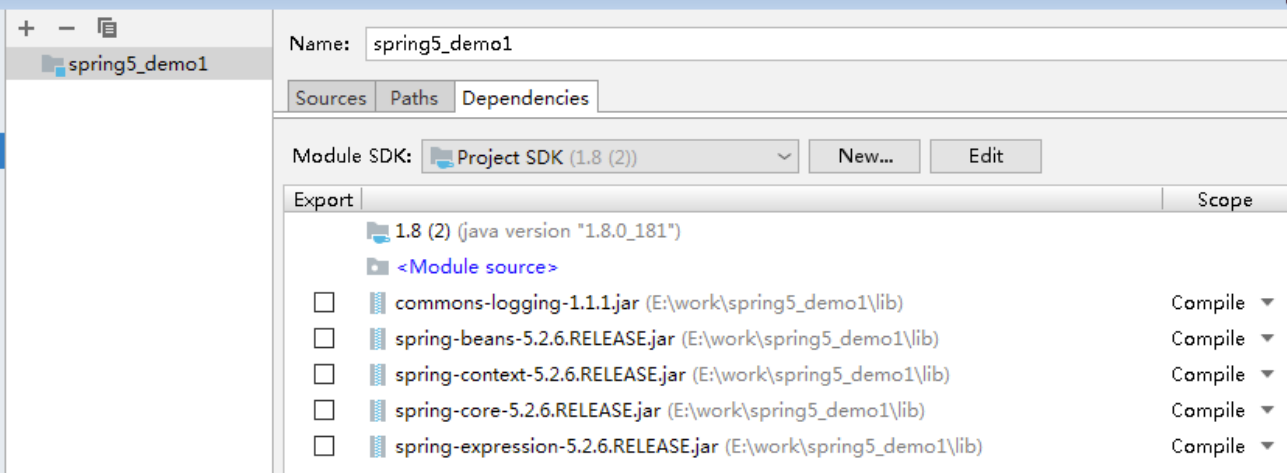 spring5_demo1
Name: spring5_demo1
Sources Paths Dependencies
Module SDK: Project SDK (1.8 (2)) New... Edit
Export Scope
1.8 (2) (java version "1.8.0_181")
<Module source>
commons-logging-1.1.1.jar (E:\work\spring5_demo1\lib) Compile
spring-beans-5.2.6.RELEASE.jar (E:\work\spring5_demo1\lib) Compile
spring-context-5.2.6.RELEASE.jar (E:\work\spring5_demo1\lib) Compile
spring-core-5.2.6.RELEASE.jar (E:\work\spring5_demo1\lib) Compile
spring-expression-5.2.6.RELEASE.jar (E:\work\spring5_demo1\lib) Compile